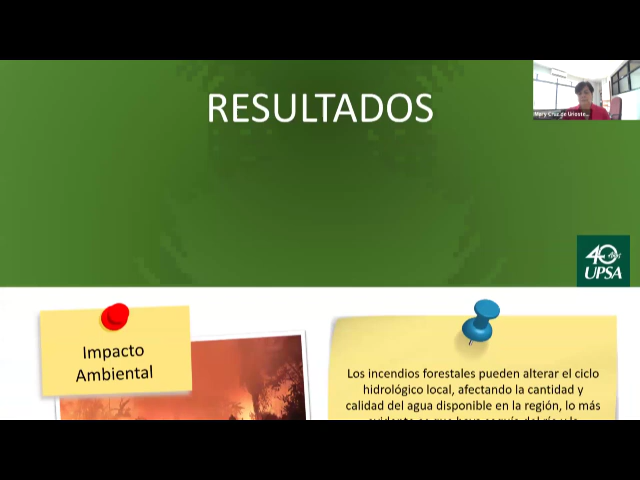 RESULTADOS
Mary Cruz de Urioste...
40 años
UPSA
Impacto
Ambiental
Los incendios forestales pueden alterar el ciclo
hidrológico local, afectando la cantidad y
calidad del agua disponible en la región, lo más